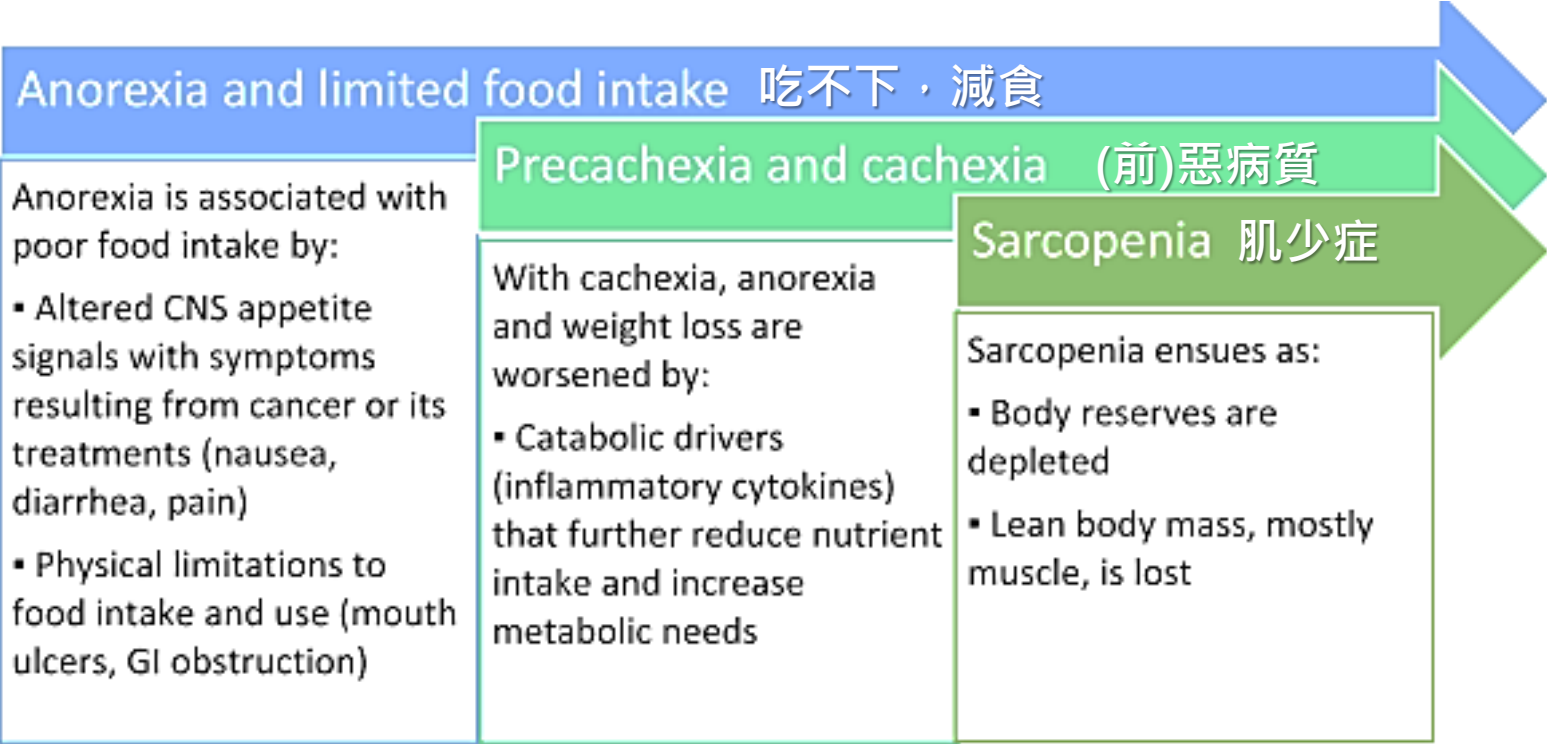 Anorexia and limited food intake 吃不下，減食
Precachexia and cachexia (前)惡病質
Sarcopenia 肌少症
Anorexia is associated with
poor food intake by:
▪ Altered CNS appetite
signals with symptoms
resulting from cancer or its
treatments (nausea,
diarrhea, pain)
▪ Physical limitations to
food intake and use (mouth
ulcers, GI obstruction)
With cachexia, anorexia
and weight loss are
worsened by:
▪ Catabolic drivers
(inflammatory cytokines)
that further reduce nutrient
intake and increase
metabolic needs
Sarcopenia ensues as:
▪ Body reserves are
depleted
▪ Lean body mass, mostly
muscle, is lost